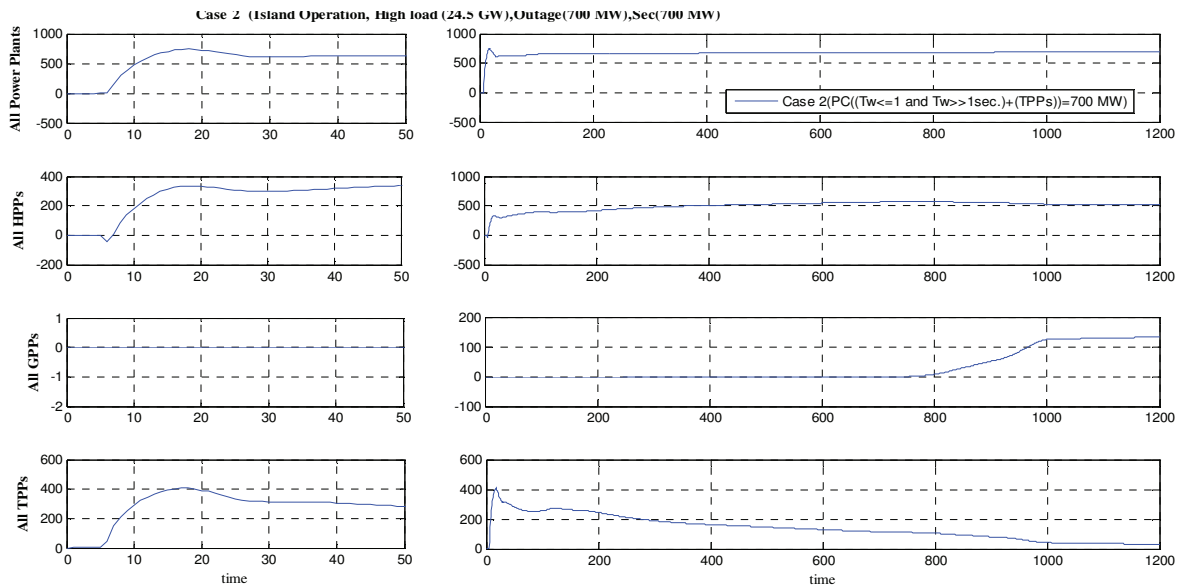 Case 2 (Island Operation, High load (24.5 GW),Outage(700 MW),Sec(700 MW)
All Power Plants
1000
500
0
-500
0 10 20 30 40 50
1000
500
0
-500
0 200 400 600 800 1000 1200
Case 2(PC((Tw<=1 and Tw>>1sec.)+(TPPs))=700 MW)
All HPPs
400
200
0
-200
0 10 20 30 40 50
1000
500
0
-500
0 200 400 600 800 1000 1200
All GPPs
1
0
-1
-2
0 10 20 30 40 50
200
100
0
-100
0 200 400 600 800 1000 1200
All TPPs
600
400
200
0
0 10 20 30 40 50
time
600
400
200
0
0 200 400 600 800 1000 1200
time